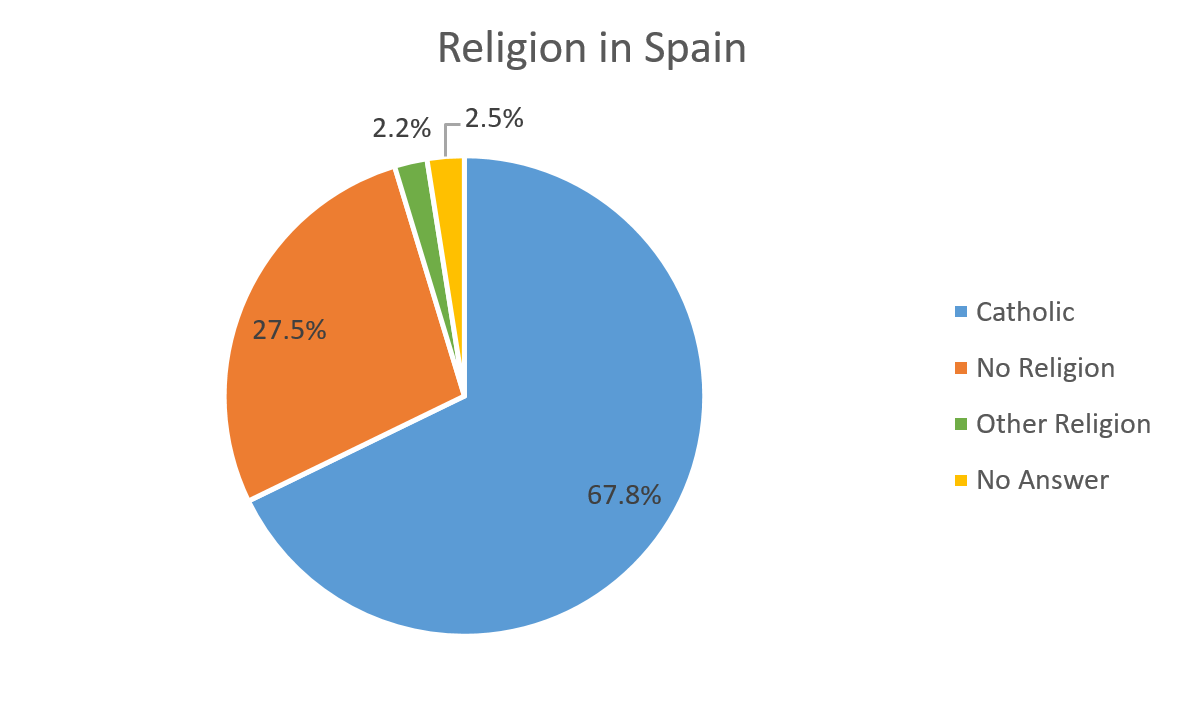 Religion in Spain
2.5%
2.2%
27.5%
67.8%
Catholic
No Religion
Other Religion
No Answer